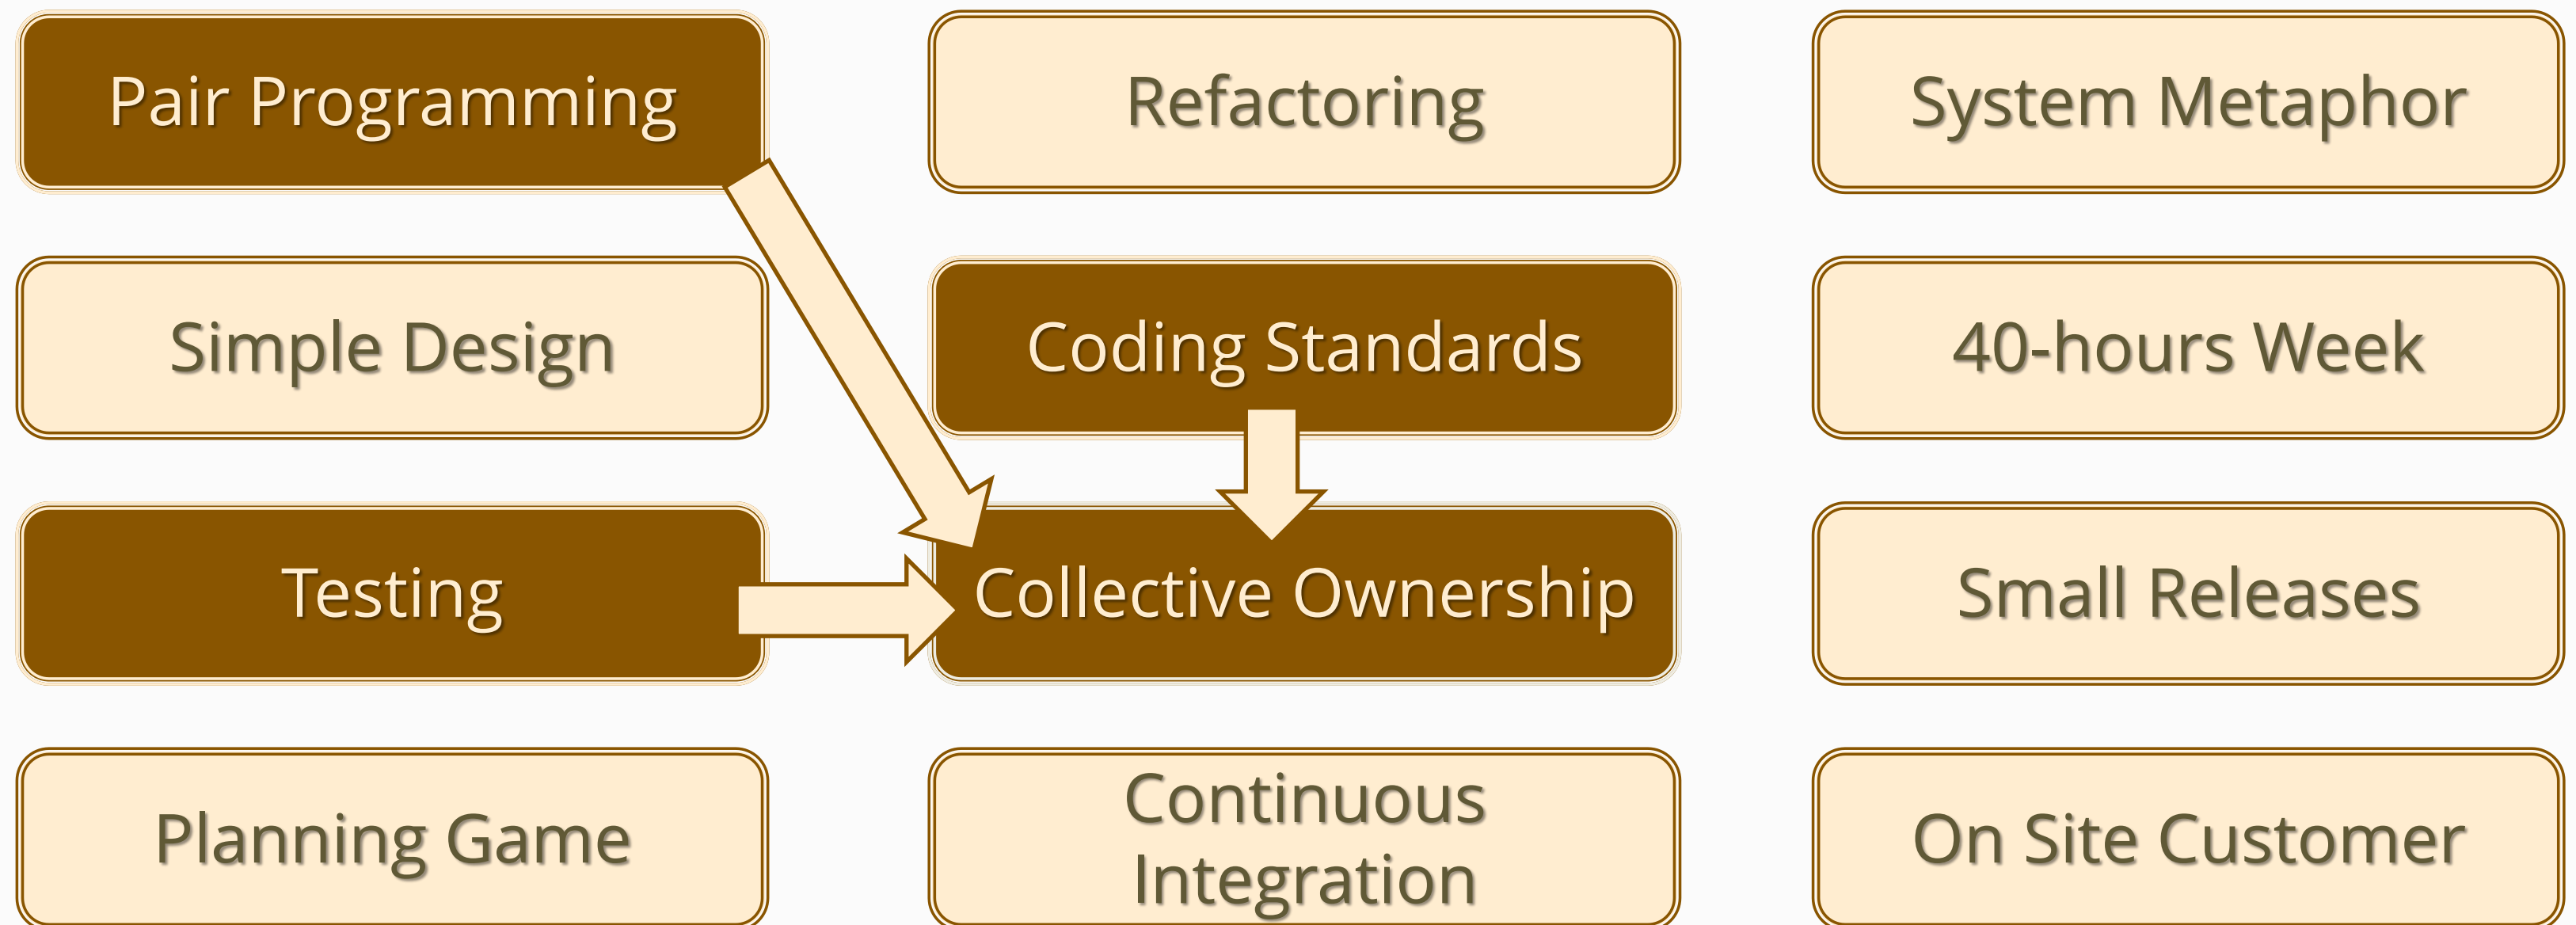 Pair Programming
Refactoring
System Metaphor
Simple Design
Coding Standards
40-hours Week
Testing
Collective Ownership
Small Releases
Planning Game
Continuous
Integration
On Site Customer